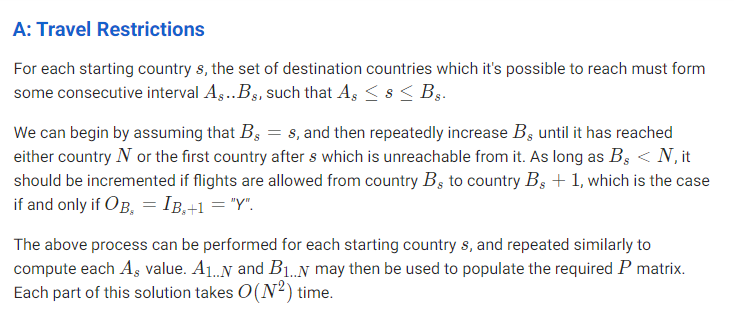 A: Travel Restrictions
For each starting country s, the set of destination countries which it's possible to reach must form
some consecutive interval A_s..B_s, such that A_s ≤ s ≤ B_s.
We can begin by assuming that B_s = s, and then repeatedly increase B_s until it has reached
either country N or the first country after s which is unreachable from it. As long as B_s < N, it
should be incremented if flights are allowed from country B_s to country B_s + 1, which is the case
if and only if O_{B_s} = I_{B_s+1} = "Y".
The above process can be performed for each starting country s, and repeated similarly to
compute each A_s value. A_{1..N} and B_{1..N} may then be used to populate the required P matrix.
Each part of this solution takes O(N²) time.